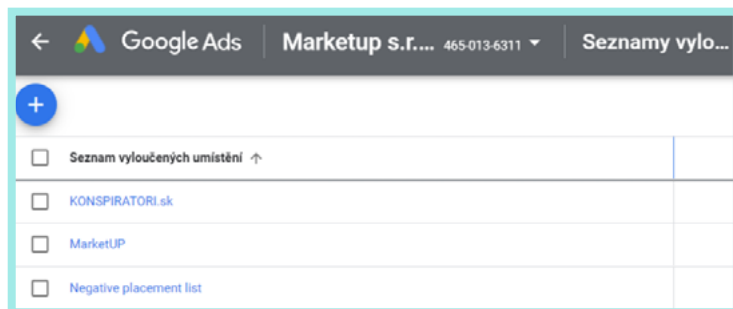 Google Ads Marketup s.r.... 465-013-6311 Seznamy vylo...
Seznam vyloučených umístění
KONSPIRATORI.sk
MarketUP
Negative placement list